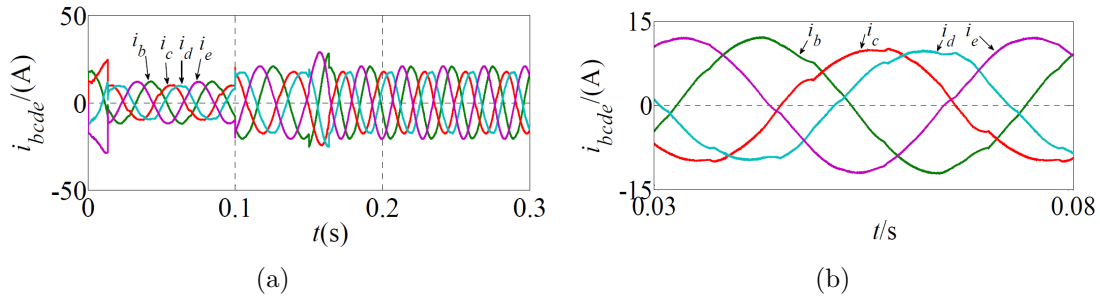 50
i_b i_c i_d i_e
i_bcde/(A)
0
-50
0 0.1 0.2 0.3
t(s)
(a)
15
i_b i_c i_d i_e
i_bcde/(A)
0
-15
0.03 0.08
t/s
(b)